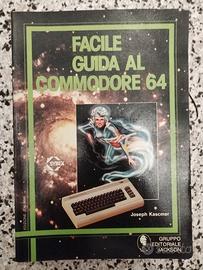 FACILE
GUIDA AL
COMMODORE 64
Joseph Kascmer
GRUPPO
EDITORIALE
JACKSON